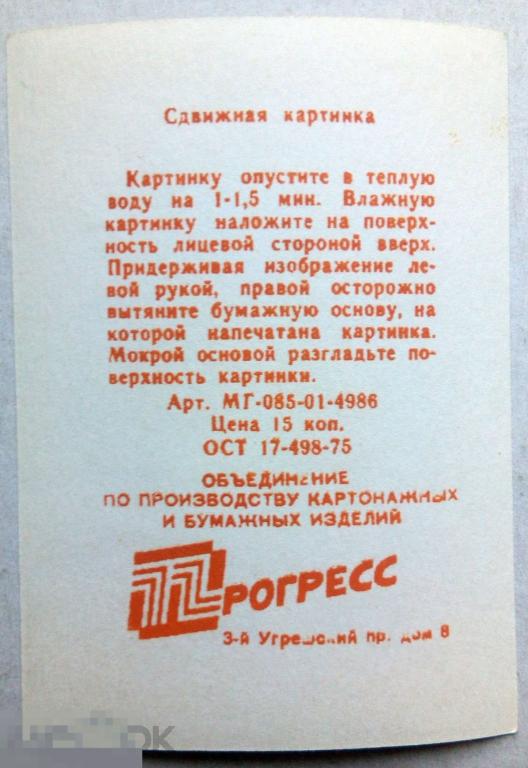 Сдвижная картинка
Картинку опустите в теплую
воду на 1-1,5 мин. Влажную
картинку наложите на поверх-
ность лицевой стороной вверх.
Придерживая изображение ле-
вой рукой, правой осторожно
вытяните бумажную основу, на
которой напечатана картинка.
Мокрой основой разгладьте по-
верхность картинки.
Арт. МГ-085-01-4986
Цена 15 коп.
ОСТ 17-498-75
ОБЪЕДИНЕНИЕ
ПО ПРОИЗВОДСТВУ КАРТОНАЖНЫХ
И БУМАЖНЫХ ИЗДЕЛИЙ
ПРОГРЕСС
3-й Угрешский пр. дом 8